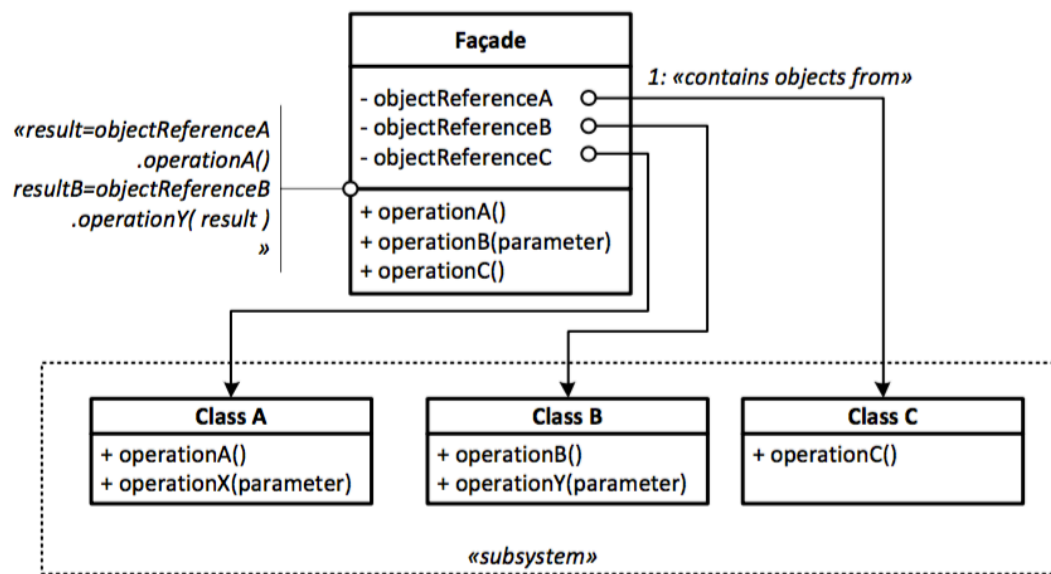 Façade
1: «contains objects from»
- objectReferenceA
- objectReferenceB
- objectReferenceC
«result=objectReferenceA
.operationA()
resultB=objectReferenceB
.operationY( result )
»
+ operationA()
+ operationB(parameter)
+ operationC()
Class A
+ operationA()
+ operationX(parameter)
Class B
+ operationB()
+ operationY(parameter)
Class C
+ operationC()
«subsystem»